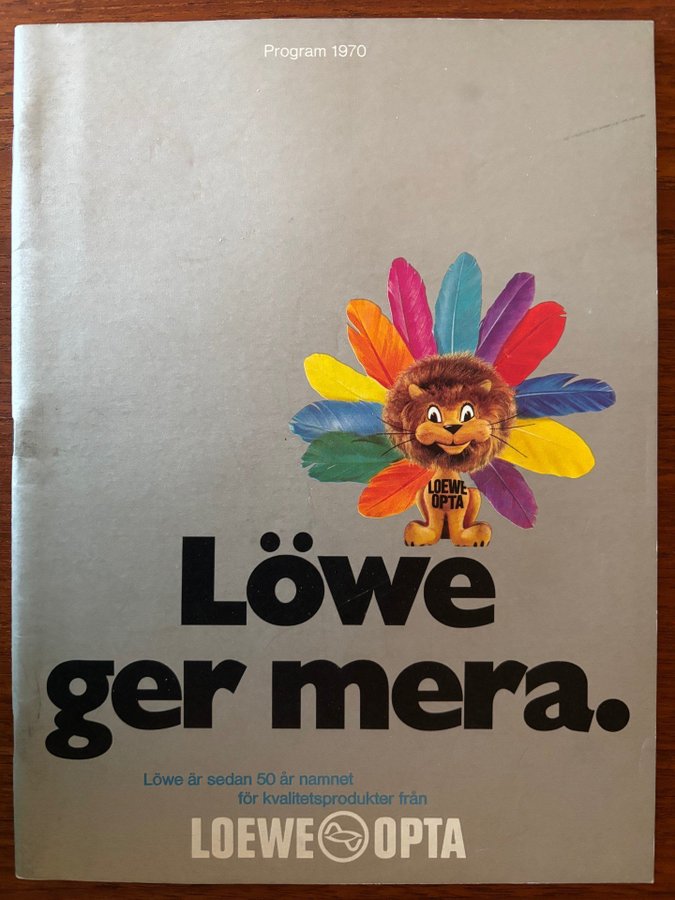 Program 1970
LOEWE
OPTA
Löwe
ger mera.
Löwe är sedan 50 år namnet
för kvalitetsprodukter från
LOEWE OPTA